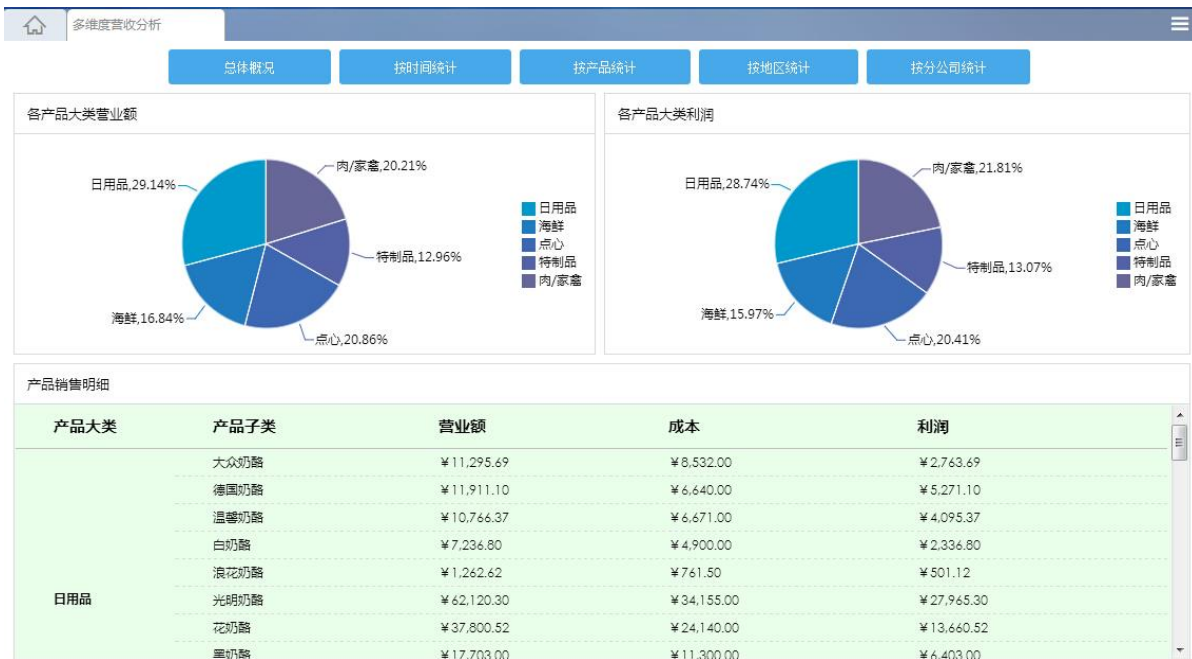 多维度营收分析
总体概况 按时间统计 按产品统计 按地区统计 按分公司统计
各产品大类营业额
肉/家禽,20.21%
日用品,29.14%
特制品,12.96%
海鲜,16.84%
点心,20.86%
日用品
海鲜
点心
特制品
肉/家禽
各产品大类利润
肉/家禽,21.81%
日用品,28.74%
特制品,13.07%
海鲜,15.97%
点心,20.41%
日用品
海鲜
点心
特制品
肉/家禽
产品销售明细
产品大类 产品子类 营业额 成本 利润
大众奶酪 ¥11,295.69 ¥8,532.00 ¥2,763.69
德国奶酪 ¥11,911.10 ¥6,640.00 ¥5,271.10
温馨奶酪 ¥10,766.37 ¥6,671.00 ¥4,095.37
白奶酪 ¥7,236.80 ¥4,900.00 ¥2,336.80
浪花奶酪 ¥1,262.62 ¥761.50 ¥501.12
日用品 光明奶酪 ¥62,120.30 ¥34,155.00 ¥27,965.30
花奶酪 ¥37,800.52 ¥24,140.00 ¥13,660.52
黑奶酪 ¥17,703.00 ¥11,300.00 ¥6,403.00